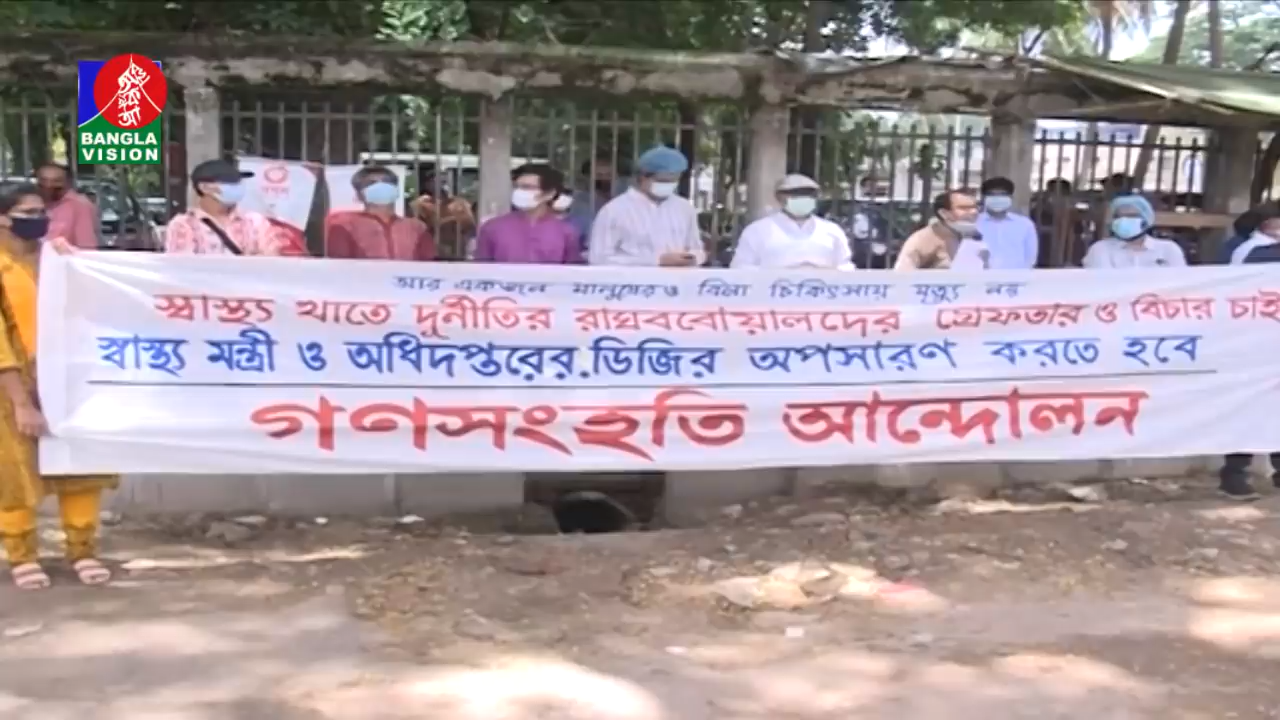 BANGLA
VISION
আর একজন মানুষেরও বিনা চিকিৎসায় মৃত্যু নয়
স্বাস্থ্য খাতে দুর্নীতির রাঘববোয়ালদের গ্রেফতার ও বিচার চাই
স্বাস্থ্য মন্ত্রী ও অধিদপ্তরের.ডিজির অপসারণ করতে হবে
গণসংহতি আন্দোলন